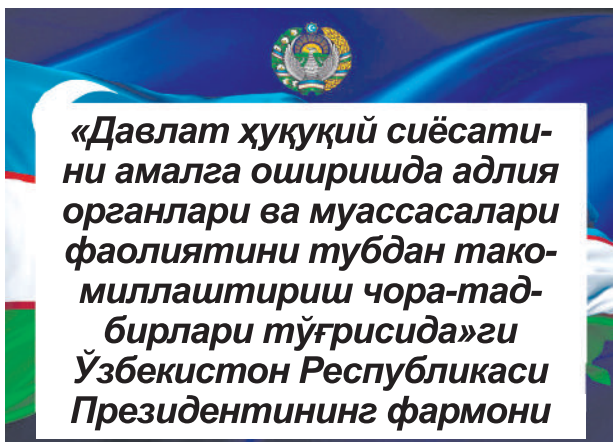 «Давлат ҳуқуқий сиёсати-
ни амалга оширишда адлия
органлари ва муассасалари
фаолиятини тубдан тако-
миллаштириш чора-тад-
бирлари тўғрисида»ги
Ўзбекистон Республикаси
Президентининг фармони